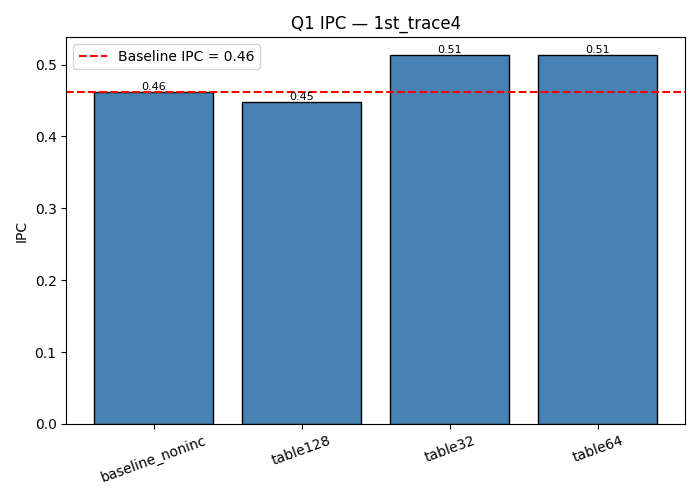 Q1 IPC — 1st_trace4
Baseline IPC = 0.46
IPC
0.5
0.4
0.3
0.2
0.1
0.0
0.46
0.45
0.51
0.51
baseline_noninc
table128
table32
table64